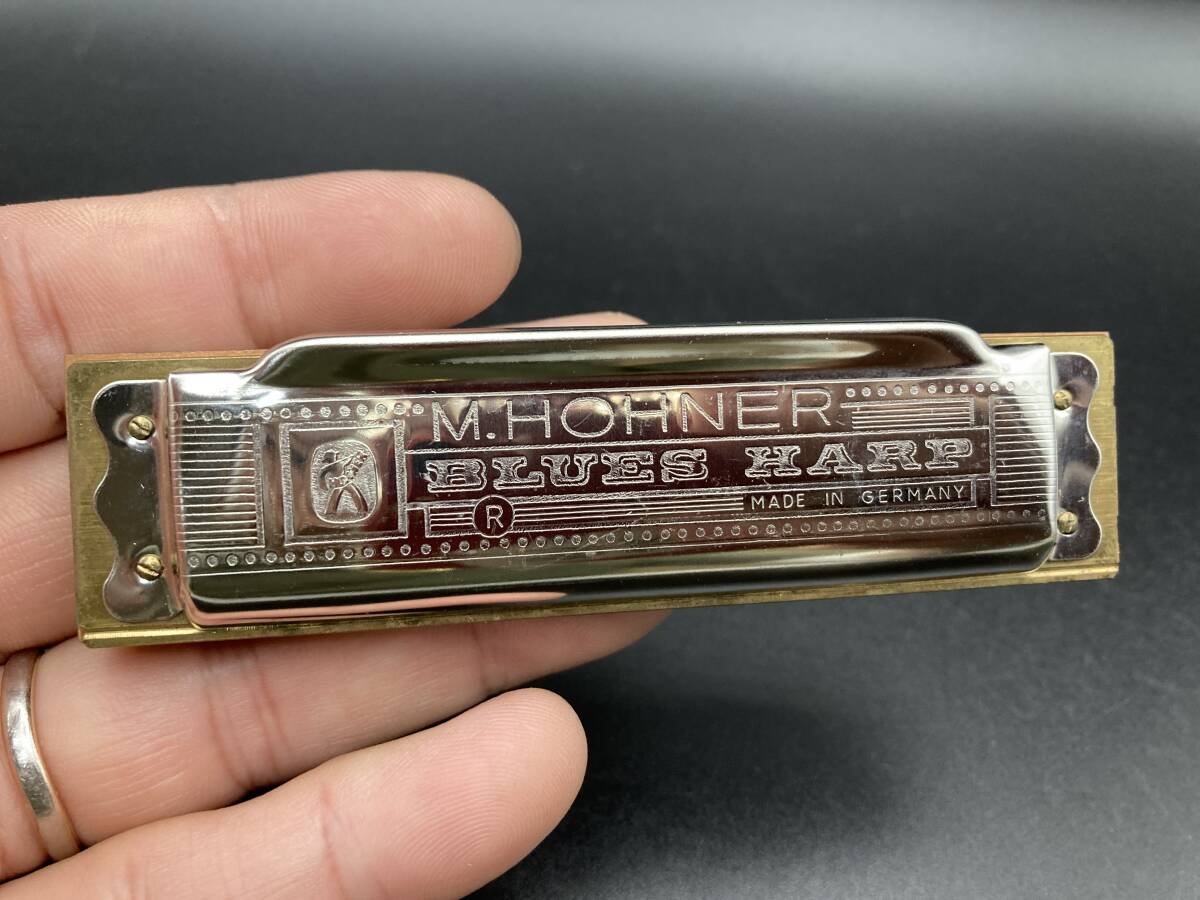 M. HOHNER
BLUES HARP
MADE IN GERMANY
R